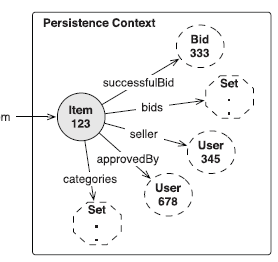 Persistence Context
Bid
333
successfulBid
Set
bids
Item
123
seller
User
345
approvedBy
categories
User
678
Set